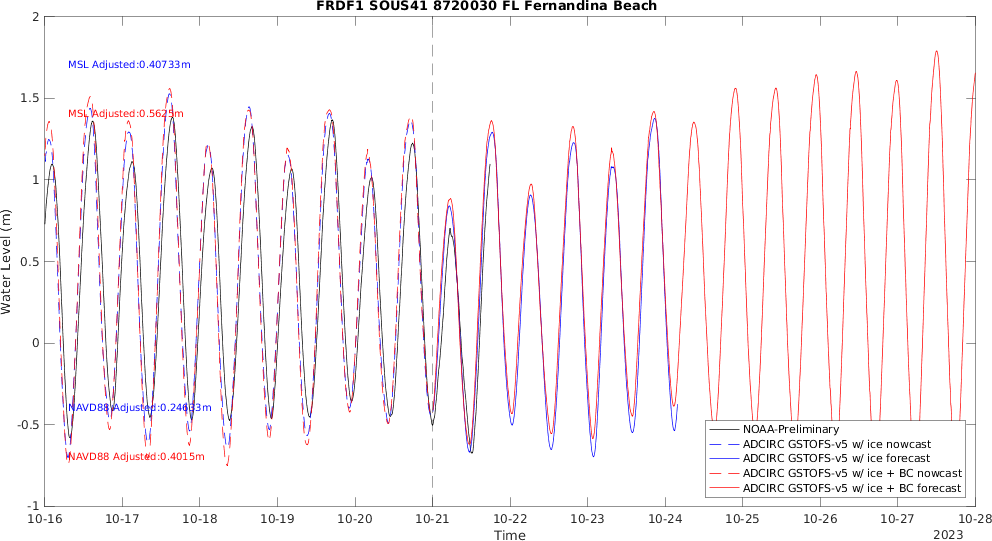 FRDF1 SOUS41 8720030 FL Fernandina Beach
2
1.5
1
0.5
0
-0.5
-1
Water Level (m)
MSL Adjusted:0.40733m
MSL Adjusted:0.5625m
NAVD88 Adjusted:0.24633m
NAVD88 Adjusted:0.4015m
NOAA-Preliminary
ADCIRC GSTOFS-v5 w/ ice nowcast
ADCIRC GSTOFS-v5 w/ ice forecast
ADCIRC GSTOFS-v5 w/ ice + BC nowcast
ADCIRC GSTOFS-v5 w/ ice + BC forecast
10-16 10-17 10-18 10-19 10-20 10-21 10-22 10-23 10-24 10-25 10-26 10-27 10-28
Time
2023